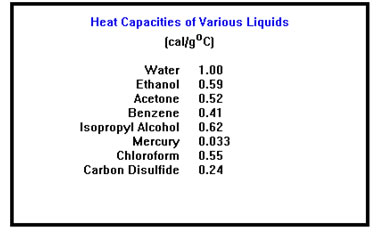 Heat Capacities of Various Liquids
(cal/g⁰C)
Water 1.00
Ethanol 0.59
Acetone 0.52
Benzene 0.41
Isopropyl Alcohol 0.62
Mercury 0.033
Chloroform 0.55
Carbon Disulfide 0.24